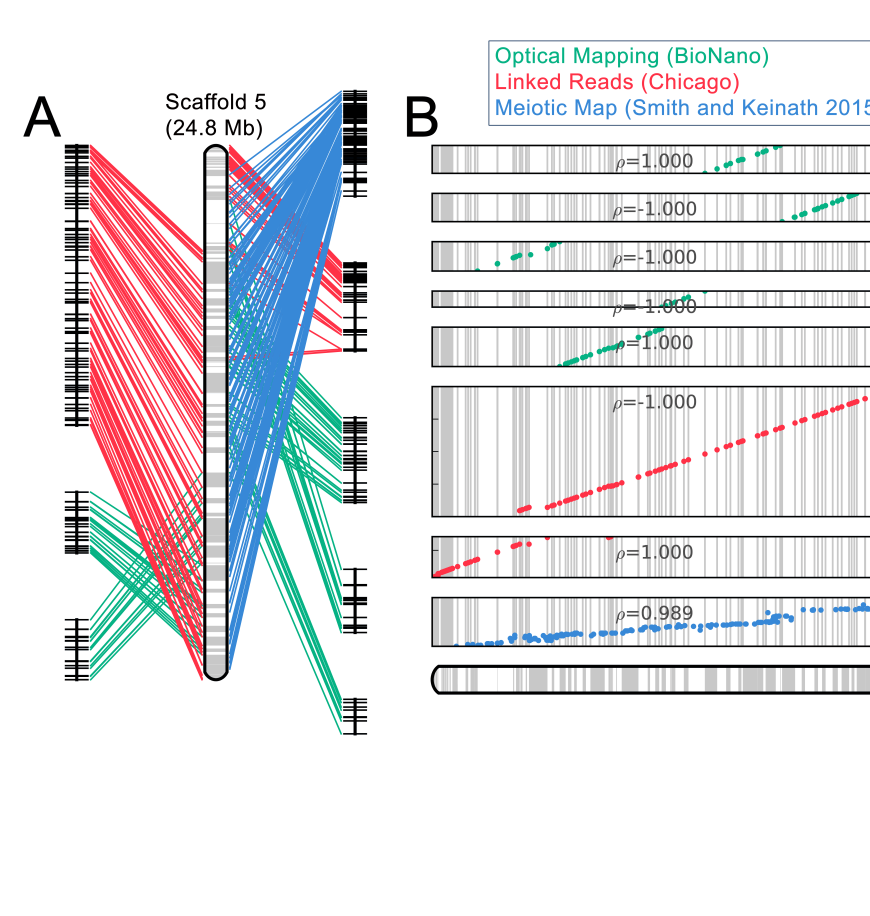 A
Scaffold 5
(24.8 Mb)
B
Optical Mapping (BioNano)
Linked Reads (Chicago)
Meiotic Map (Smith and Keinath 2015
ρ=1.000
ρ=-1.000
ρ=-1.000
ρ=-1.000
ρ=1.000
ρ=-1.000
ρ=1.000
ρ=0.989